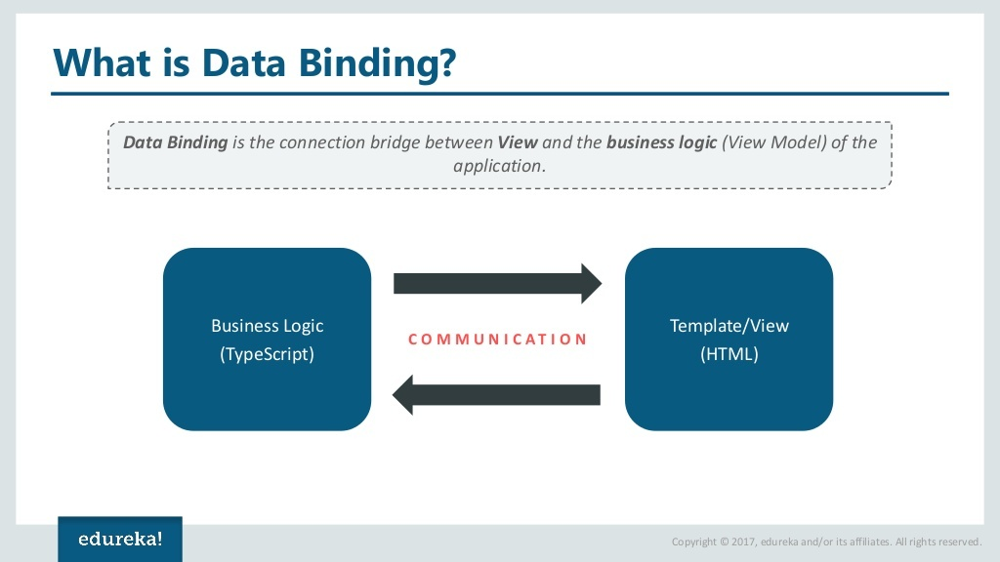 What is Data Binding?
Data Binding is the connection bridge between View and the business logic (View Model) of the
application.
Business Logic
(TypeScript)
COMMUNICATION
Template/View
(HTML)
edureka!
Copyright © 2017, edureka and/or its affiliates. All rights reserved.